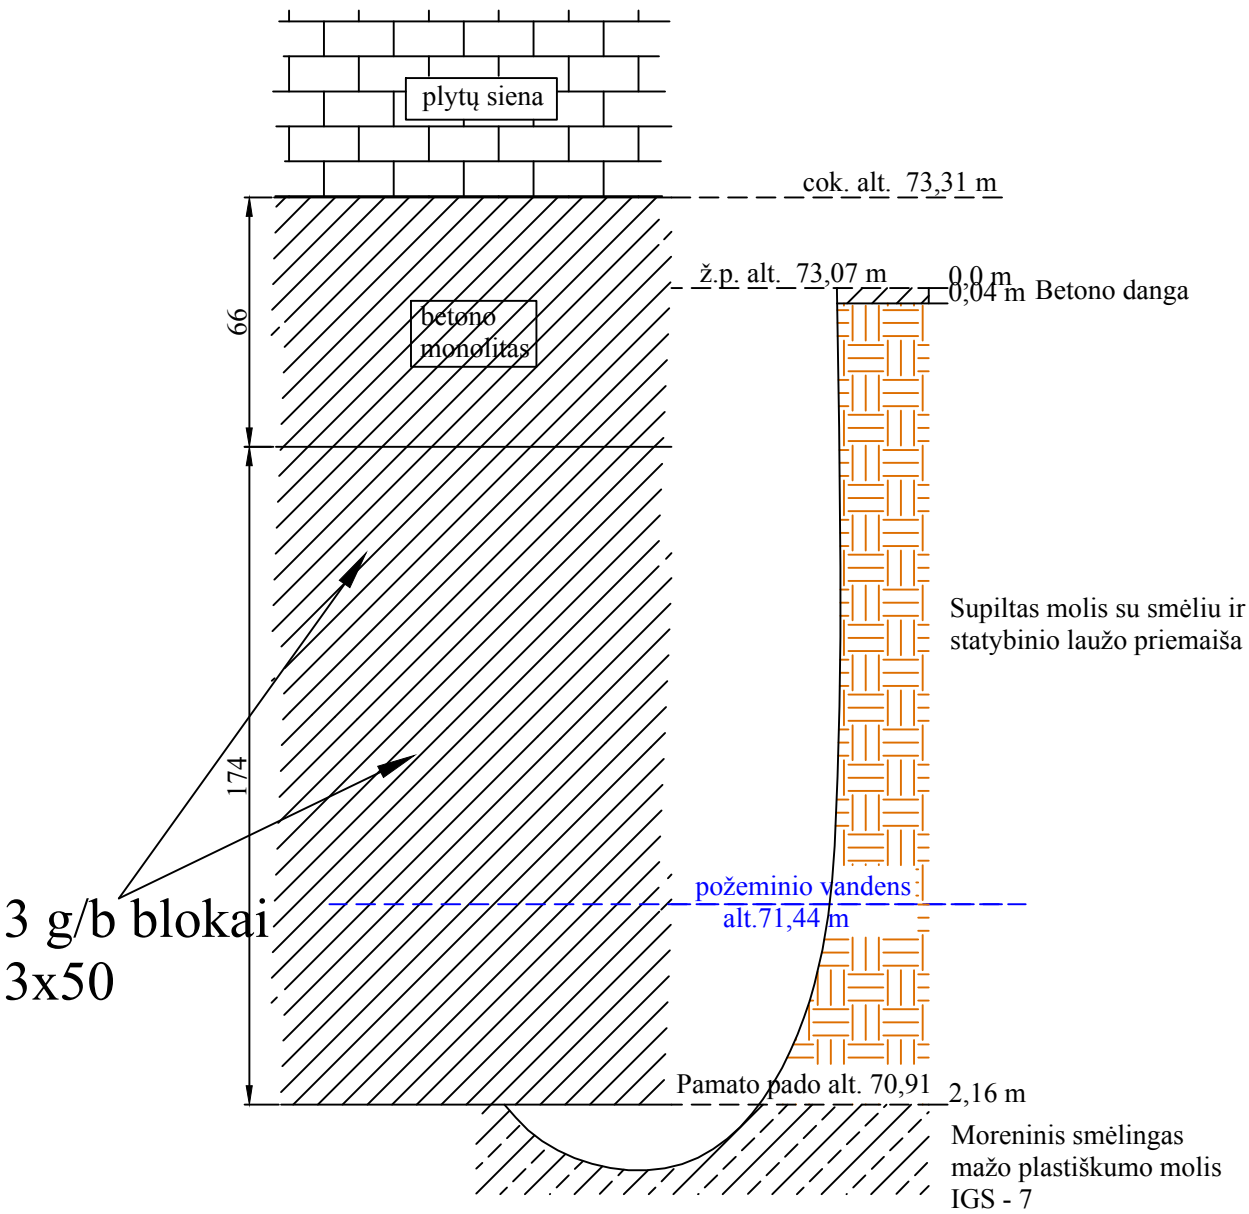 plytų siena
cok. alt. 73,31 m
ž.p. alt. 73,07 m
0,0 m
0,04 m
Betono danga
betono
monolitas
66
Supiltas molis su smėliu ir
statybinio laužo priemaiša
174
požeminio vandens
alt.71,44 m
3 g/b blokai
3x50
Pamato pado alt. 70,91
2,16 m
Moreninis smėlingas
mažo plastiškumo molis
IGS - 7